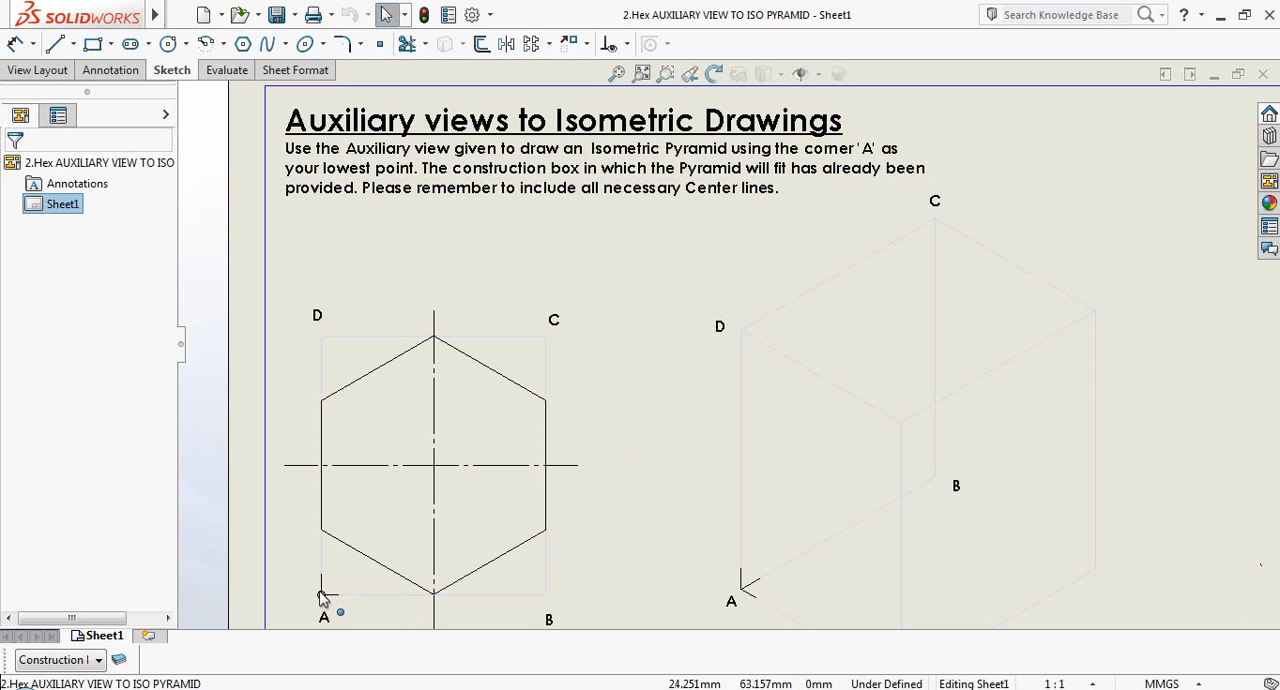 SOLIDWORKS
2.Hex AUXILIARY VIEW TO ISO PYRAMID - Sheet1
Search Knowledge Base
?
View Layout
Annotation
Sketch
Evaluate
Sheet Format
2.Hex AUXILIARY VIEW TO ISO
Annotations
Sheet1
Auxiliary views to Isometric Drawings
Use the Auxiliary view given to draw an Isometric Pyramid using the corner 'A' as
your lowest point. The construction box in which the Pyramid will fit has already been
provided. Please remember to include all necessary Center lines.
C
D
C
D
B
A
A
B
Sheet1
Construction l
2.Hex AUXILIARY VIEW TO ISO PYRAMID
24.251mm
63.157mm
0mm
Under Defined
Editing Sheet1
1 : 1
MMGS